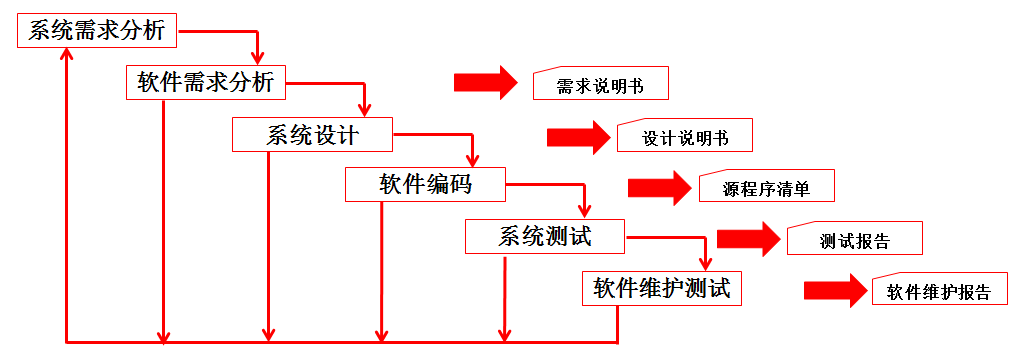 系统需求分析
软件需求分析
需求说明书
系统设计
设计说明书
软件编码
源程序清单
系统测试
测试报告
软件维护测试
软件维护报告